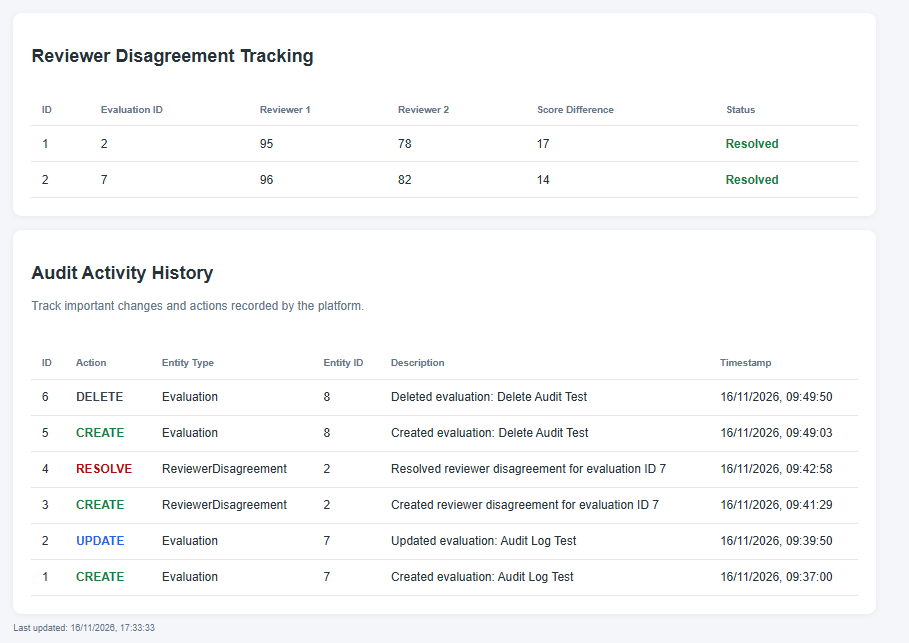 Reviewer Disagreement Tracking
ID Evaluation ID Reviewer 1 Reviewer 2 Score Difference Status
1 2 95 78 17 Resolved
2 7 96 82 14 Resolved
Audit Activity History
Track important changes and actions recorded by the platform.
ID Action Entity Type Entity ID Description Timestamp
6 DELETE Evaluation 8 Deleted evaluation: Delete Audit Test 16/11/2026, 09:49:50
5 CREATE Evaluation 8 Created evaluation: Delete Audit Test 16/11/2026, 09:49:03
4 RESOLVE ReviewerDisagreement 2 Resolved reviewer disagreement for evaluation ID 7 16/11/2026, 09:42:58
3 CREATE ReviewerDisagreement 2 Created reviewer disagreement for evaluation ID 7 16/11/2026, 09:41:29
2 UPDATE Evaluation 7 Updated evaluation: Audit Log Test 16/11/2026, 09:39:50
1 CREATE Evaluation 7 Created evaluation: Audit Log Test 16/11/2026, 09:37:00
Last updated: 16/11/2026, 17:33:33